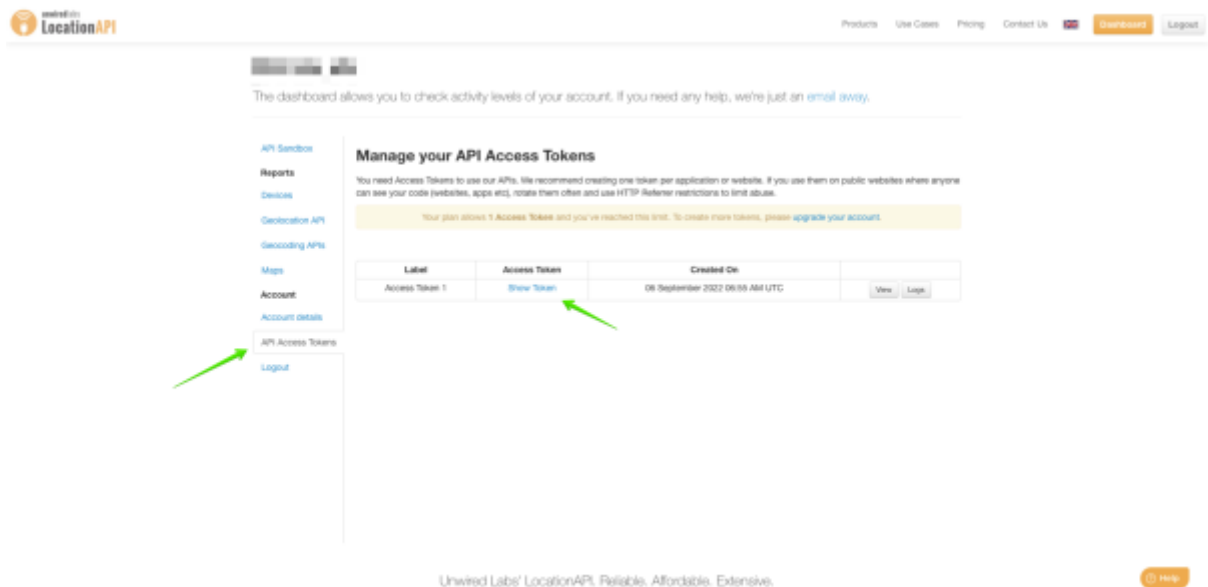 unwiredlabs
LocationAPI
Products Use Cases Pricing Contact Us Dashboard Logout
The dashboard allows you to check activity levels of your account. If you need any help, we're just an email away.
API Sandbox
Reports
Devices
Geolocation API
Geocoding APIs
Maps
Account
Account details
API Access Tokens
Logout
Manage your API Access Tokens
You need Access Tokens to use our APIs. We recommend creating one token per application or website. If you use them on public websites where anyone
can see your code (websites, apps etc), rotate them often and use HTTP Referrer restrictions to limit abuse.
Your plan allows 1 Access Token and you've reached this limit. To create more tokens, please upgrade your account.
Label Access Token Created On
Access Token 1 Show Token 06 September 2022 06:55 AM UTC View Logs
Unwired Labs' LocationAPI. Reliable. Affordable. Extensive.
Help